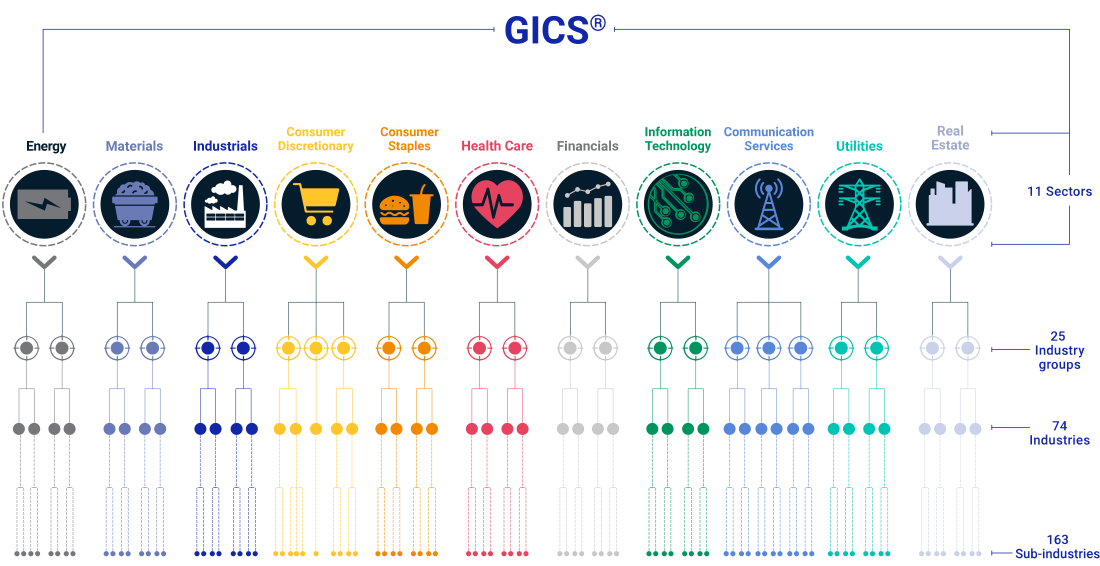 GICS®
Energy
Materials
Industrials
Consumer
Discretionary
Consumer
Staples
Health Care
Financials
Information
Technology
Communication
Services
Utilities
Real
Estate
11 Sectors
25
Industry
groups
74
Industries
163
Sub-industries